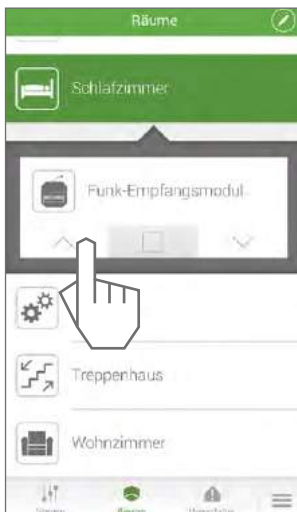 Räume
Schlafzimmer
Funk-Empfangsmodul
Treppenhaus
Wohnzimmer